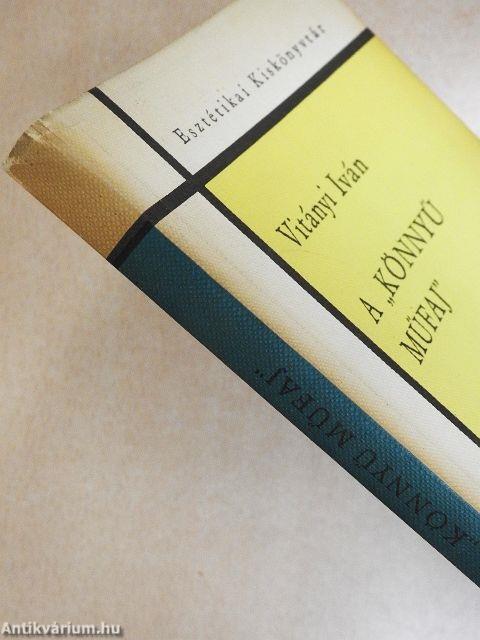 Esztétikai Kiskönyvtár
Vitányi Iván
A „KÖNNYŰ
MŰFAJ"
„KÖNNYŰ MŰFAJ"
Antikvárium.hu